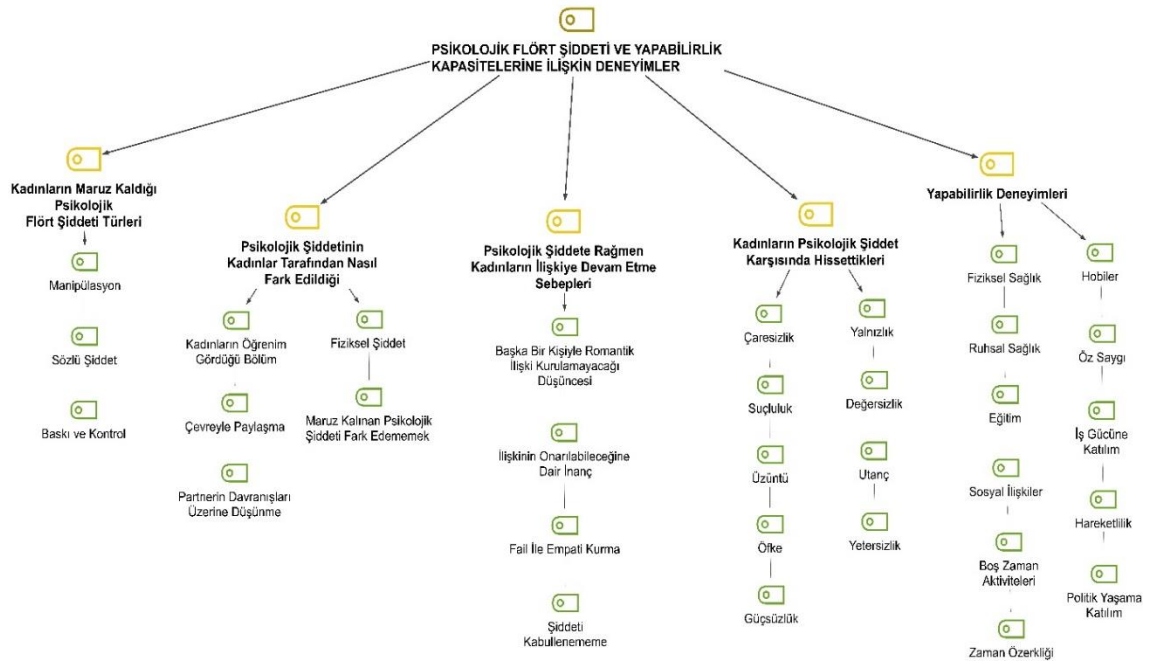 PSİKOLOJİK FLÖRT ŞİDDETİ VE YAPABİLİRLİK
KAPASİTELERİNE İLİŞKİN DENEYİMLER
Kadınların Maruz Kaldığı
Psikolojik
Flört Şiddeti Türleri
Manipülasyon
Sözlü Şiddet
Baskı ve Kontrol
Psikolojik Şiddetinin
Kadınlar Tarafından Nasıl
Fark Edildiği
Kadınların Öğrenim
Gördüğü Bölüm
Çevreyle Paylaşma
Partnerin Davranışları
Üzerine Düşünme
Fiziksel Şiddet
Maruz Kalınan Psikolojik
Şiddeti Fark Edememek
Psikolojik Şiddete Rağmen
Kadınların İlişkiye Devam Etme
Sebepleri
Başka Bir Kişiyle Romantik
İlişki Kurulamayacağı
Düşüncesi
İlişkinin Onarılabileceğine
Dair İnanç
Fail İle Empati Kurma
Şiddeti
Kabullenememe
Kadınların Psikolojik Şiddet
Karşısında Hissettikleri
Çaresizlik
Suçluluk
Üzüntü
Öfke
Güçsüzlük
Yalnızlık
Değersizlik
Utanç
Yetersizlik
Yapabilirlik Deneyimleri
Fiziksel Sağlık
Ruhsal Sağlık
Eğitim
Sosyal İlişkiler
Boş Zaman
Aktiviteleri
Zaman Özerkliği
Hobiler
Öz Saygı
İş Gücüne
Katılım
Hareketlilik
Politik Yaşama
Katılım